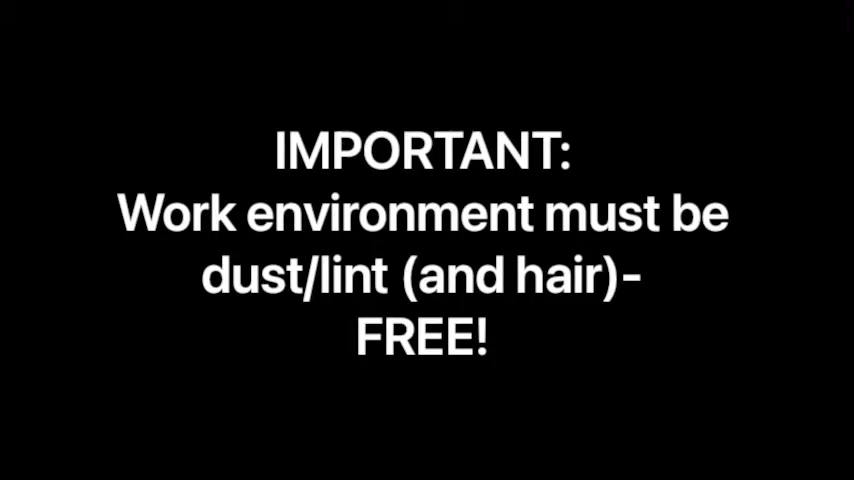 IMPORTANT:
Work environment must be
dust/lint (and hair)-
FREE!